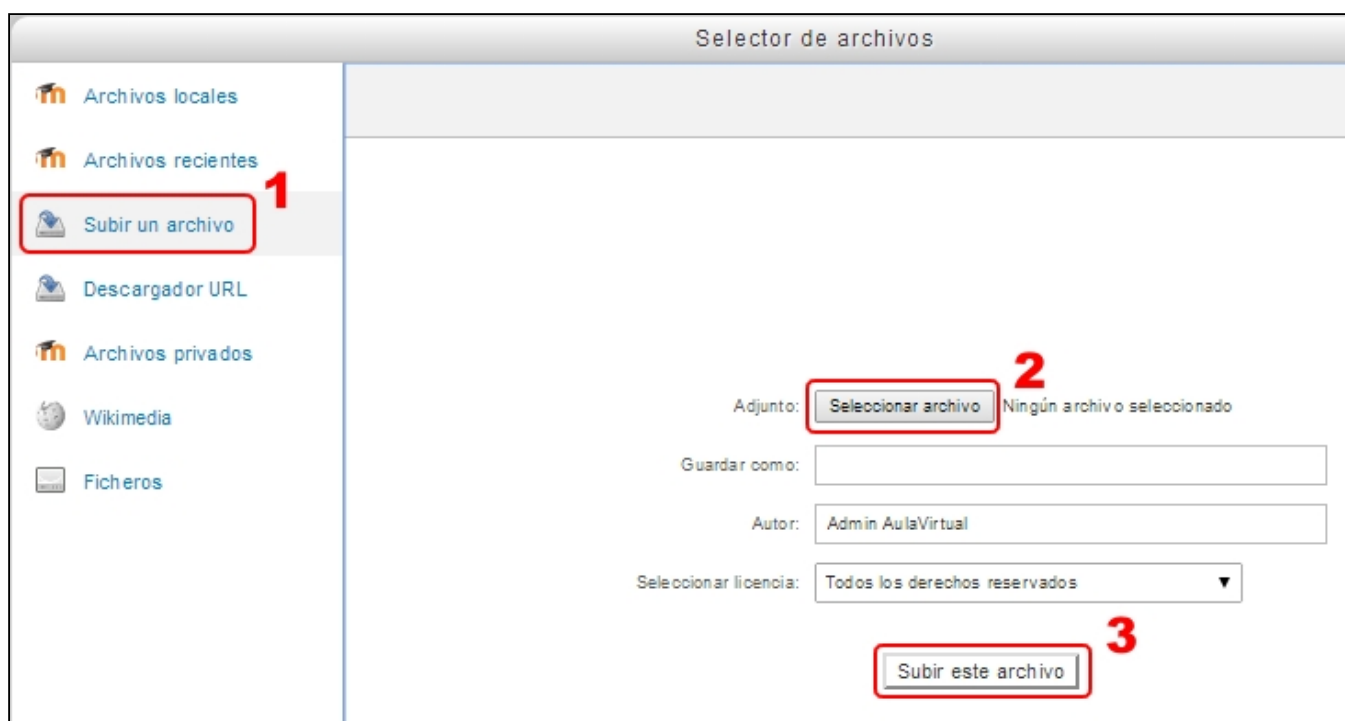 Selector de archivos
Archivos locales
Archivos recientes
1
Subir un archivo
Descargador URL
Archivos privados
Wikimedia
Ficheros
2
Adjunto: Seleccionar archivo Ningún archivo seleccionado
Guardar como:
Autor: Admin AulaVirtual
Seleccionar licencia: Todos los derechos reservados
3
Subir este archivo